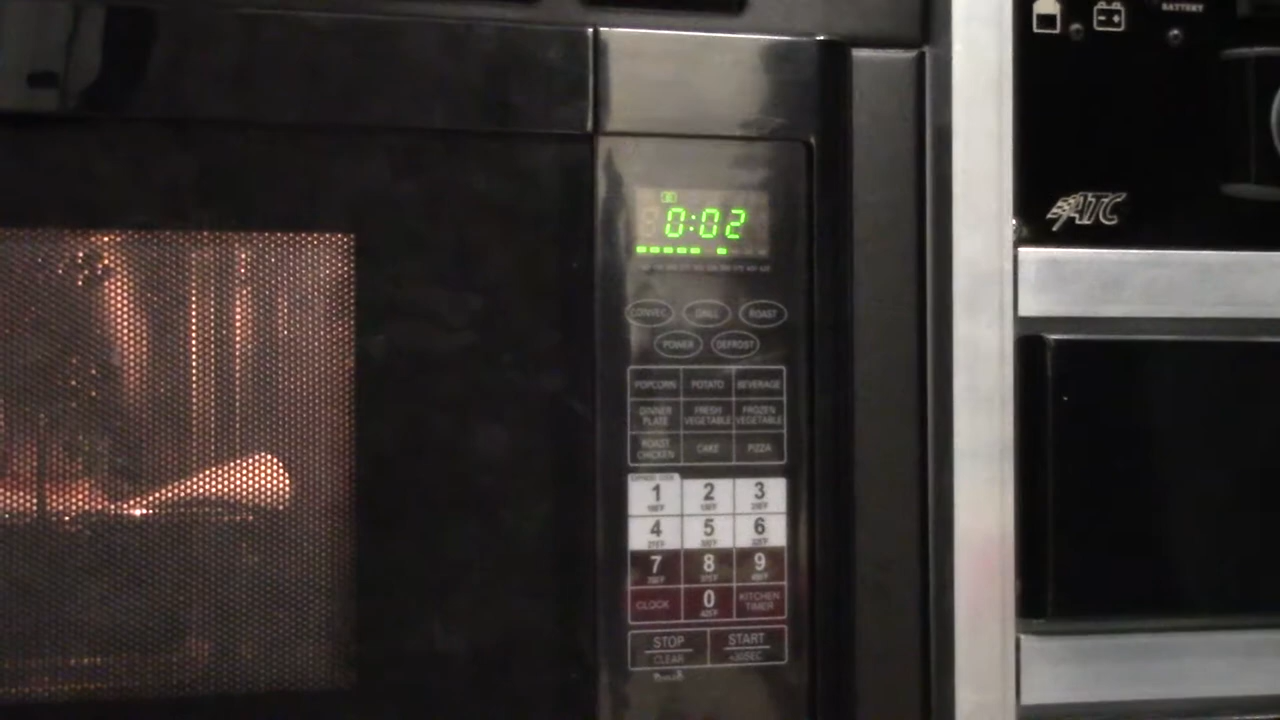 BATTERY
ATC
0:02
CONVEC GRILL ROAST
POWER DEFROST
POPCORN POTATO BEVERAGE
DINNER PLATE FRESH VEGETABLE FROZEN VEGETABLE
ROAST CHICKEN CAKE PIZZA
EXPRESS COOK
1 2 3
4 5 6
7 8 9
CLOCK 0 KITCHEN TIMER
STOP START
CLEAR +30SEC